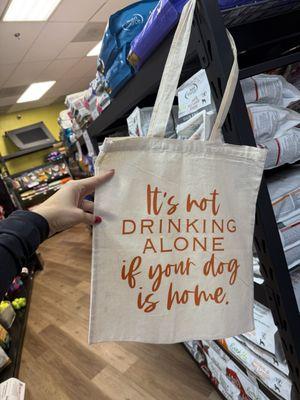 It's not
DRINKING
ALONE
if your dog
is home.